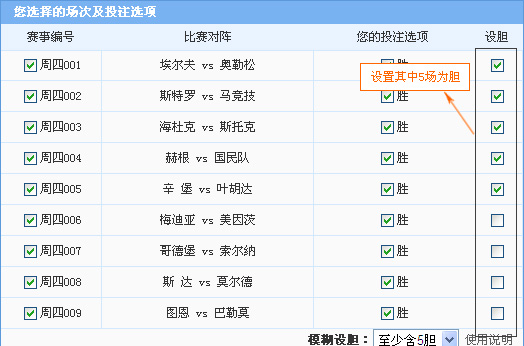 您选择的场次及投注选项
赛事编号 比赛对阵 您的投注选项 设胆
周四001 埃尔夫 vs 奥勒松 胜
设置其中5场为胆
周四002 斯特罗 vs 马竞技 胜
周四003 海杜克 vs 斯托克 胜
周四004 赫根 vs 国民队 胜
周四005 辛 堡 vs 叶胡达 胜
周四006 梅迪亚 vs 美因茨 胜
周四007 哥德堡 vs 索尔纳 胜
周四008 斯 达 vs 莫尔德 胜
周四009 图恩 vs 巴勒莫 胜
模糊设胆： 至少含5胆 使用说明